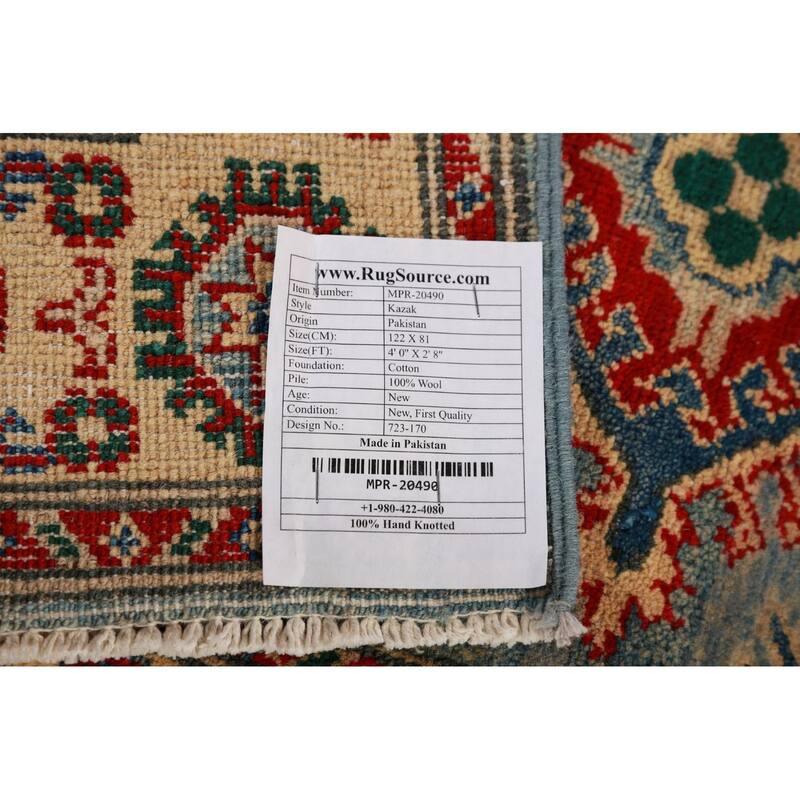 www.RugSource.com
Item Number: MPR-20490
Style Kazak
Origin Pakistan
Size(CM): 122 X 81
Size(FT): 4' 0" X 2' 8"
Foundation: Cotton
Pile: 100% Wool
Age: New
Condition: New, First Quality
Design No.: 723-170
Made in Pakistan
MPR-20490
+1-980-422-4080
100% Hand Knotted